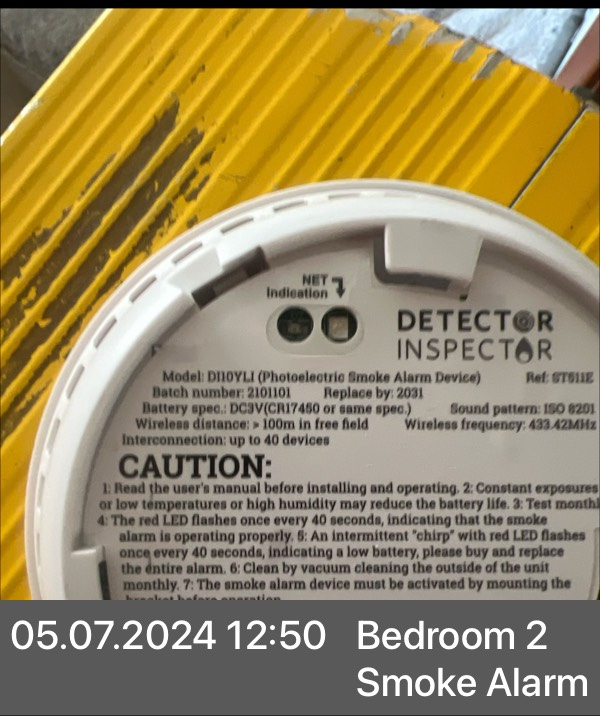 NET
Indication
DETECTOR
INSPECTOR
Model: DI10YLI (Photoelectric Smoke Alarm Device) Ref: ST611E
Batch number: 2101101 Replace by: 2031
Battery spec.: DC3V(CR17450 or same spec.) Sound pattern: ISO 8201
Wireless distance: > 100m in free field Wireless frequency: 433.42MHz
Interconnection: up to 40 devices
CAUTION:
1: Read the user's manual before installing and operating. 2: Constant exposures
or low temperatures or high humidity may reduce the battery life. 3: Test monthl
4: The red LED flashes once every 40 seconds, indicating that the smoke
alarm is operating properly. 5: An intermittent "chirp" with red LED flashes
once every 40 seconds, indicating a low battery, please buy and replace
the entire alarm. 6: Clean by vacuum cleaning the outside of the unit
monthly. 7: The smoke alarm device must be activated by mounting the
bracket before operation
05.07.2024 12:50 Bedroom 2
Smoke Alarm